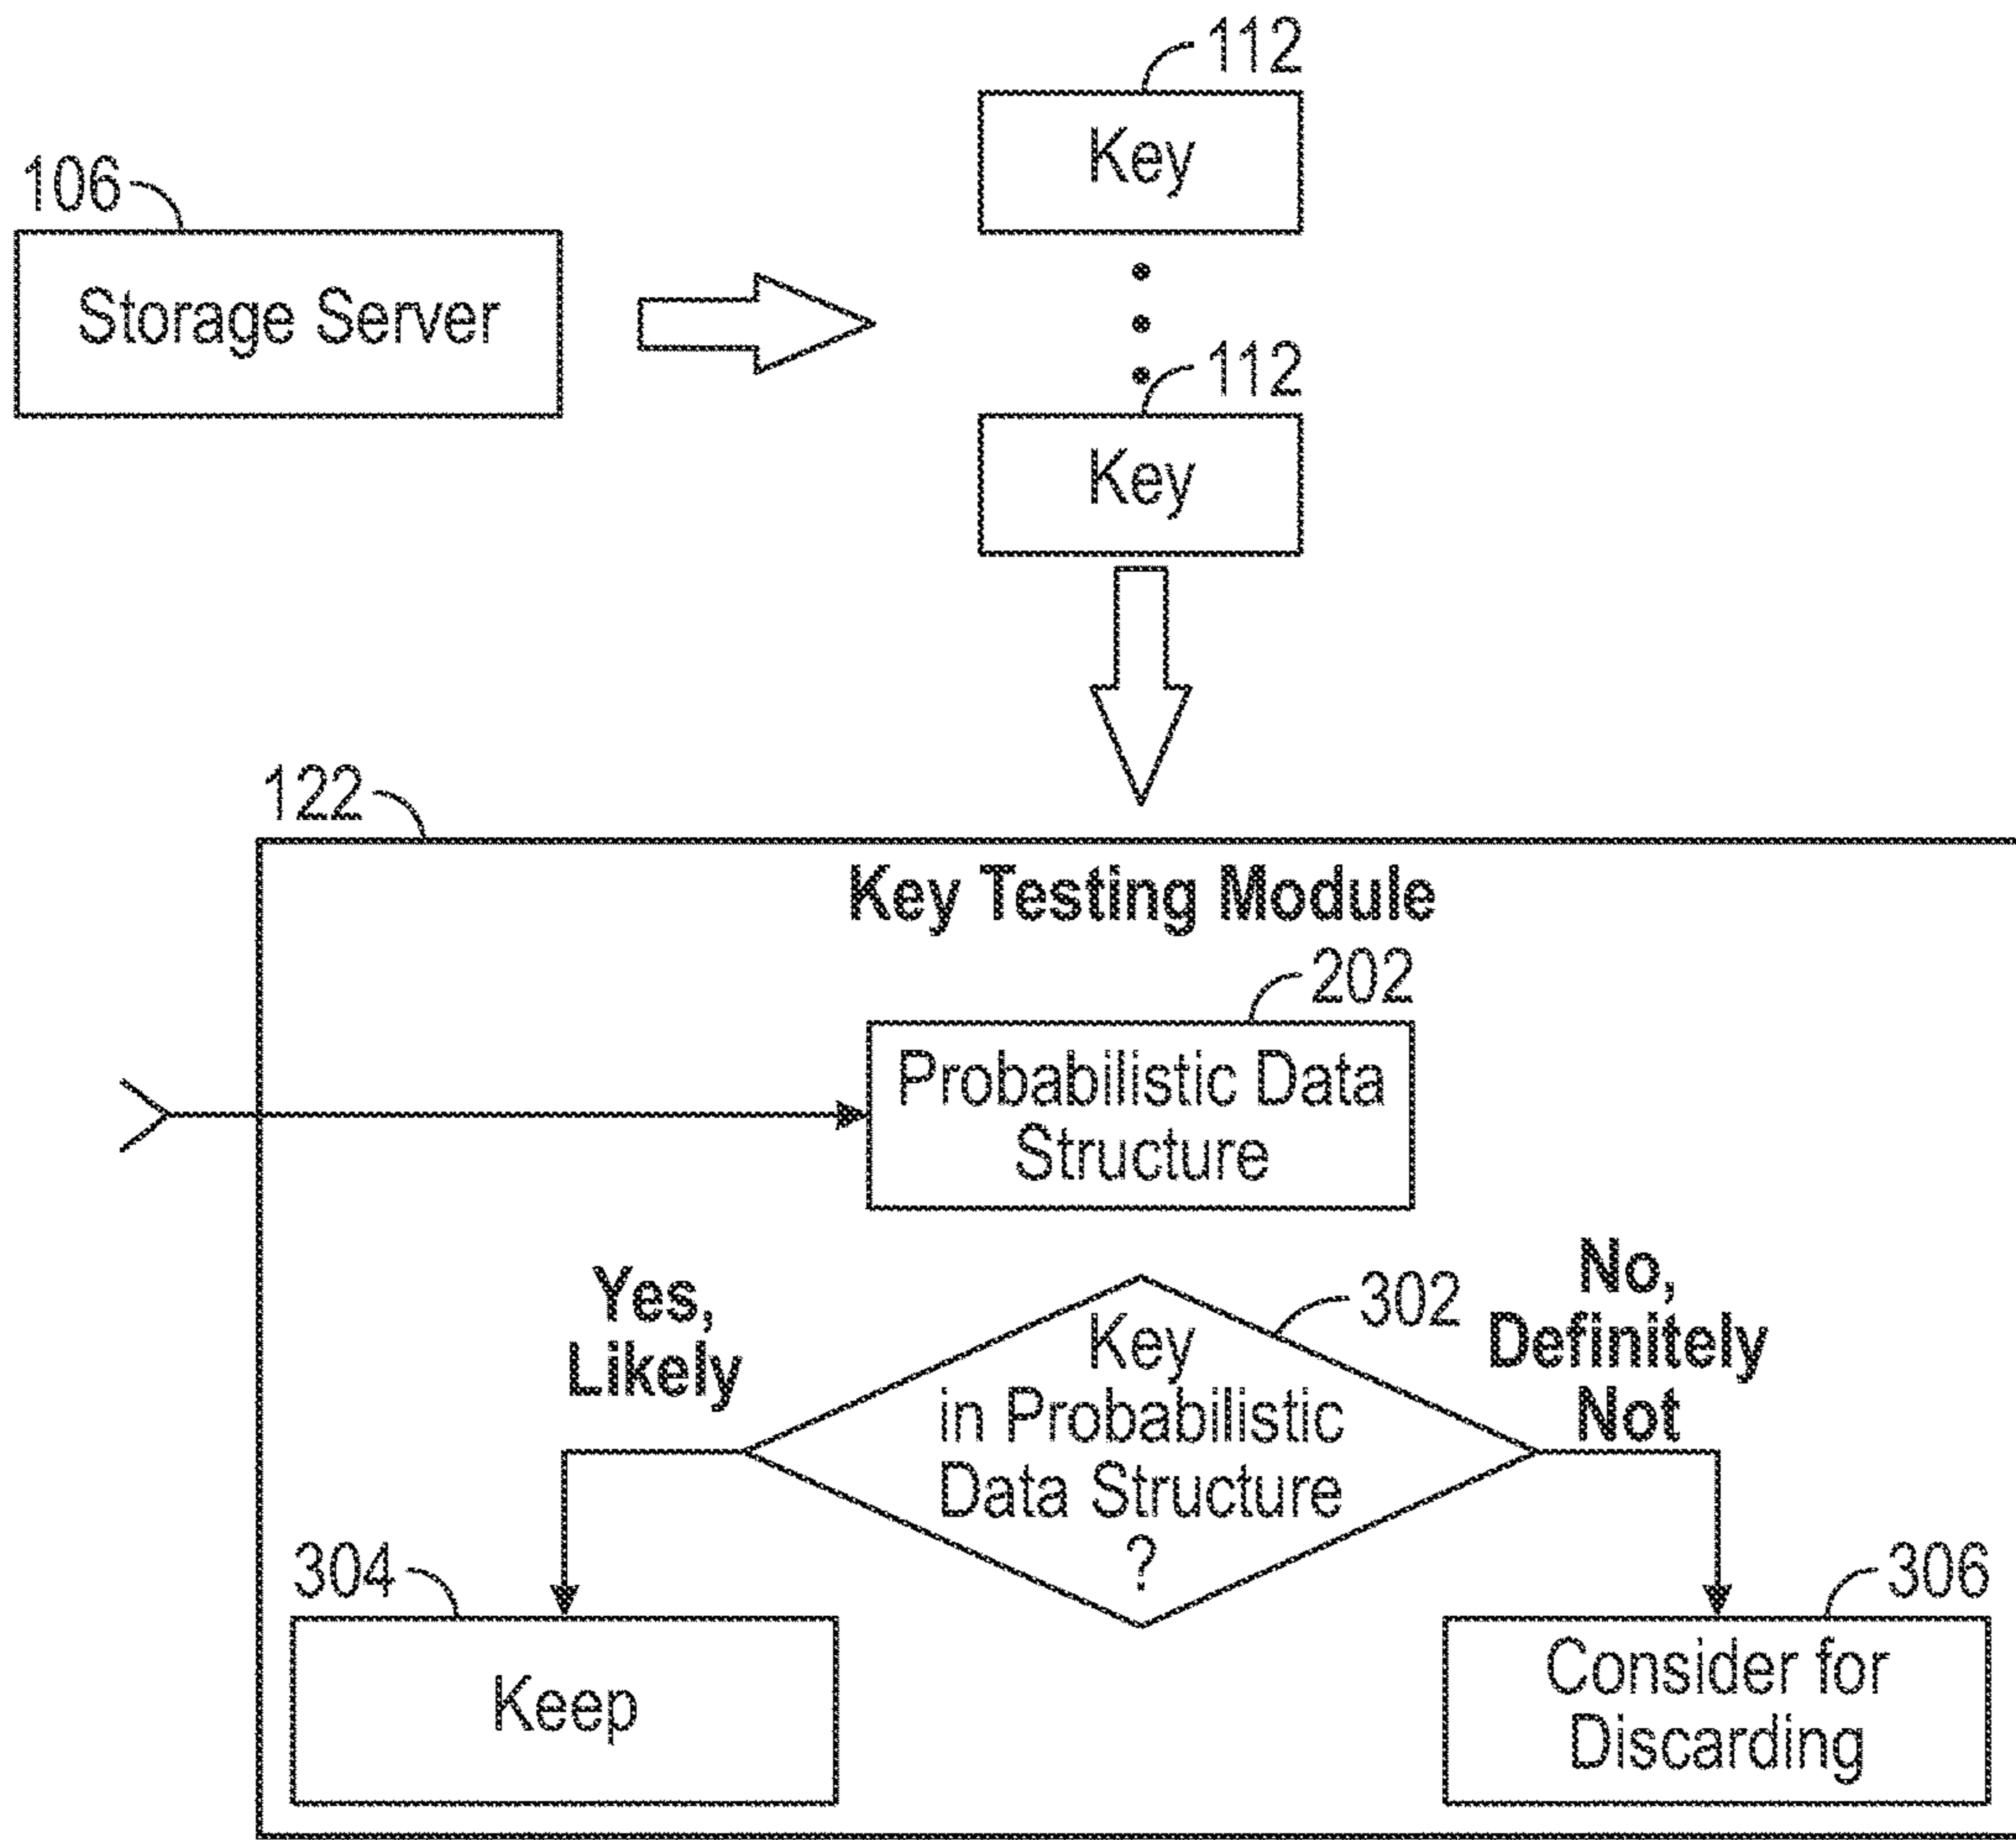 112
Key
106
Storage Server
112
Key
122
Key Testing Module
202
Probabilistic Data
Structure
Yes,
Likely
302
Key
in Probabilistic
Data Structure
?
No,
Definitely
Not
304
Keep
306
Consider for
Discarding